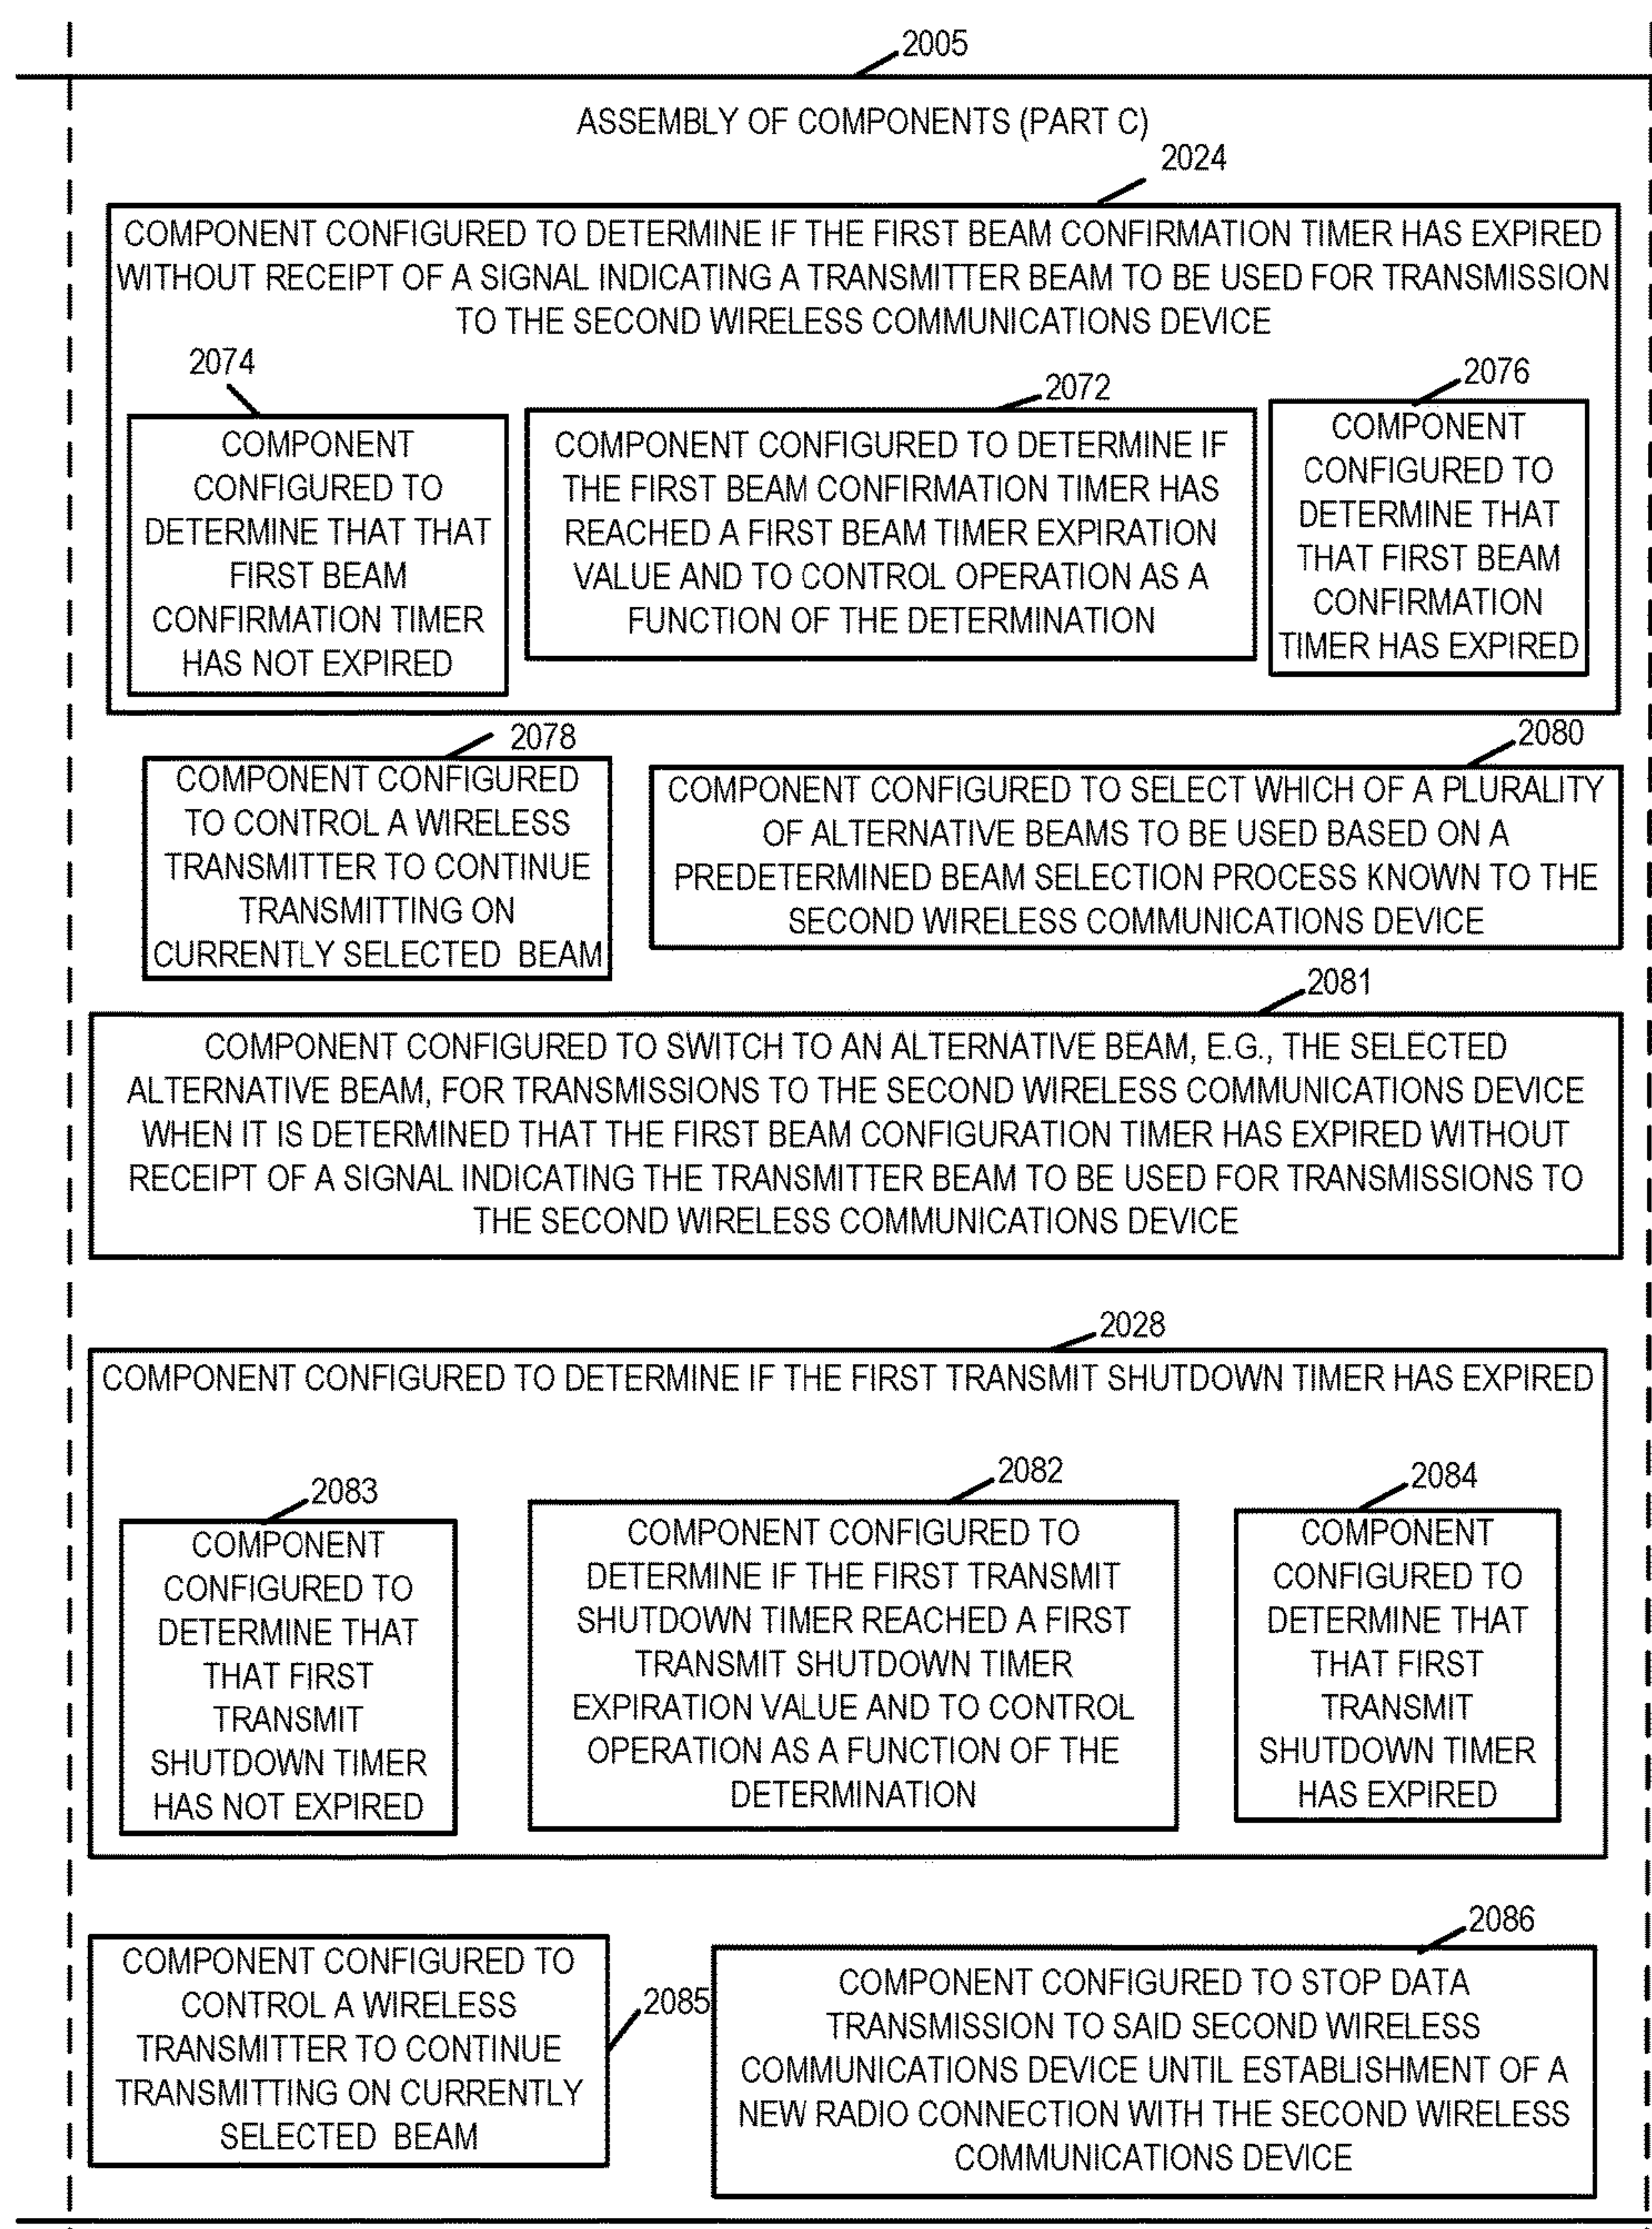 2005
ASSEMBLY OF COMPONENTS (PART C)
2024
COMPONENT CONFIGURED TO DETERMINE IF THE FIRST BEAM CONFIRMATION TIMER HAS EXPIRED
WITHOUT RECEIPT OF A SIGNAL INDICATING A TRANSMITTER BEAM TO BE USED FOR TRANSMISSION
TO THE SECOND WIRELESS COMMUNICATIONS DEVICE
2074
COMPONENT
CONFIGURED TO
DETERMINE THAT THAT
FIRST BEAM
CONFIRMATION TIMER
HAS NOT EXPIRED
2072
COMPONENT CONFIGURED TO DETERMINE IF
THE FIRST BEAM CONFIRMATION TIMER HAS
REACHED A FIRST BEAM TIMER EXPIRATION
VALUE AND TO CONTROL OPERATION AS A
FUNCTION OF THE DETERMINATION
2076
COMPONENT
CONFIGURED TO
DETERMINE THAT
THAT FIRST BEAM
CONFIRMATION
TIMER HAS EXPIRED
2078
COMPONENT CONFIGURED
TO CONTROL A WIRELESS
TRANSMITTER TO CONTINUE
TRANSMITTING ON
CURRENTLY SELECTED BEAM
2080
COMPONENT CONFIGURED TO SELECT WHICH OF A PLURALITY
OF ALTERNATIVE BEAMS TO BE USED BASED ON A
PREDETERMINED BEAM SELECTION PROCESS KNOWN TO THE
SECOND WIRELESS COMMUNICATIONS DEVICE
2081
COMPONENT CONFIGURED TO SWITCH TO AN ALTERNATIVE BEAM, E.G., THE SELECTED
ALTERNATIVE BEAM, FOR TRANSMISSIONS TO THE SECOND WIRELESS COMMUNICATIONS DEVICE
WHEN IT IS DETERMINED THAT THE FIRST BEAM CONFIGURATION TIMER HAS EXPIRED WITHOUT
RECEIPT OF A SIGNAL INDICATING THE TRANSMITTER BEAM TO BE USED FOR TRANSMISSIONS TO
THE SECOND WIRELESS COMMUNICATIONS DEVICE
2028
COMPONENT CONFIGURED TO DETERMINE IF THE FIRST TRANSMIT SHUTDOWN TIMER HAS EXPIRED
2083
COMPONENT
CONFIGURED TO
DETERMINE THAT
THAT FIRST
TRANSMIT
SHUTDOWN TIMER
HAS NOT EXPIRED
2082
COMPONENT CONFIGURED TO
DETERMINE IF THE FIRST TRANSMIT
SHUTDOWN TIMER REACHED A FIRST
TRANSMIT SHUTDOWN TIMER
EXPIRATION VALUE AND TO CONTROL
OPERATION AS A FUNCTION OF THE
DETERMINATION
2084
COMPONENT
CONFIGURED TO
DETERMINE THAT
THAT FIRST
TRANSMIT
SHUTDOWN TIMER
HAS EXPIRED
COMPONENT CONFIGURED TO
CONTROL A WIRELESS
TRANSMITTER TO CONTINUE
TRANSMITTING ON CURRENTLY
SELECTED BEAM
2085
2086
COMPONENT CONFIGURED TO STOP DATA
TRANSMISSION TO SAID SECOND WIRELESS
COMMUNICATIONS DEVICE UNTIL ESTABLISHMENT OF A
NEW RADIO CONNECTION WITH THE SECOND WIRELESS
COMMUNICATIONS DEVICE